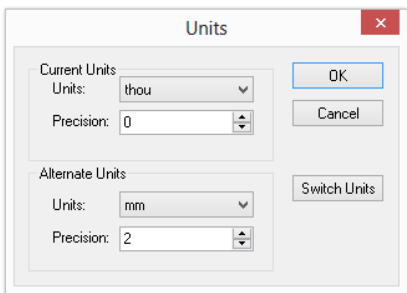 Units
Current Units
Units: thou
Precision: 0
Alternate Units
Units: mm
Precision: 2
OK
Cancel
Switch Units